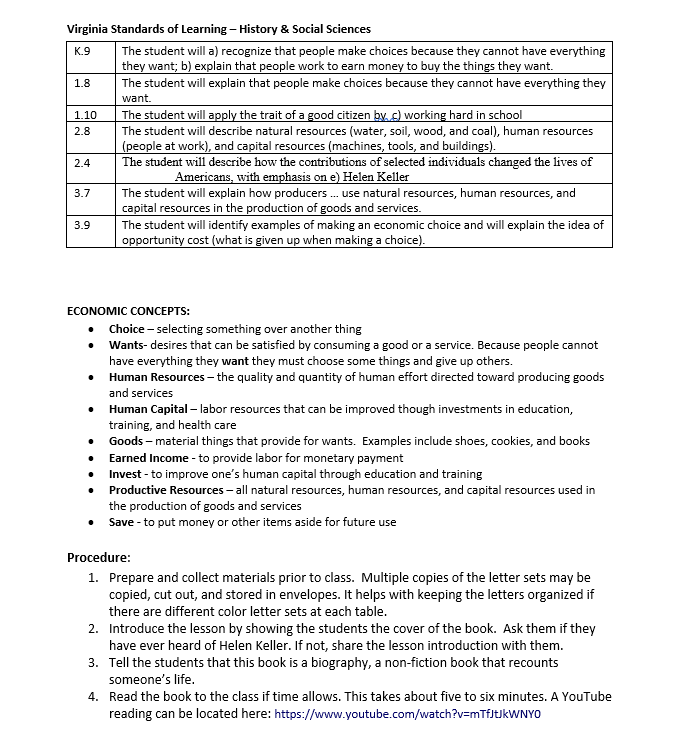 Virginia Standards of Learning – History & Social Sciences
K.9 The student will a) recognize that people make choices because they cannot have everything
they want; b) explain that people work to earn money to buy the things they want.
1.8 The student will explain that people make choices because they cannot have everything they
want.
1.10 The student will apply the trait of a good citizen by, c) working hard in school
2.8 The student will describe natural resources (water, soil, wood, and coal), human resources
(people at work), and capital resources (machines, tools, and buildings).
2.4 The student will describe how the contributions of selected individuals changed the lives of
Americans, with emphasis on e) Helen Keller
3.7 The student will explain how producers ... use natural resources, human resources, and
capital resources in the production of goods and services.
3.9 The student will identify examples of making an economic choice and will explain the idea of
opportunity cost (what is given up when making a choice).
ECONOMIC CONCEPTS:
• Choice – selecting something over another thing
• Wants- desires that can be satisfied by consuming a good or a service. Because people cannot
have everything they want they must choose some things and give up others.
• Human Resources – the quality and quantity of human effort directed toward producing goods
and services
• Human Capital – labor resources that can be improved though investments in education,
training, and health care
• Goods – material things that provide for wants. Examples include shoes, cookies, and books
• Earned Income - to provide labor for monetary payment
• Invest - to improve one's human capital through education and training
• Productive Resources – all natural resources, human resources, and capital resources used in
the production of goods and services
• Save - to put money or other items aside for future use
Procedure:
1. Prepare and collect materials prior to class. Multiple copies of the letter sets may be
copied, cut out, and stored in envelopes. It helps with keeping the letters organized if
there are different color letter sets at each table.
2. Introduce the lesson by showing the students the cover of the book. Ask them if they
have ever heard of Helen Keller. If not, share the lesson introduction with them.
3. Tell the students that this book is a biography, a non-fiction book that recounts
someone's life.
4. Read the book to the class if time allows. This takes about five to six minutes. A YouTube
reading can be located here: https://www.youtube.com/watch?v=mTfJtJkWNY0